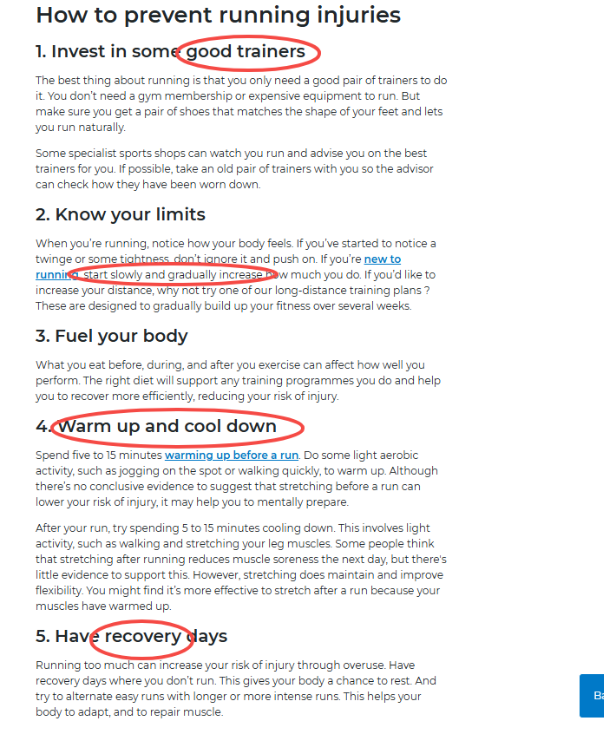 How to prevent running injuries
1. Invest in some good trainers
The best thing about running is that you only need a good pair of trainers to do
it. You don't need a gym membership or expensive equipment to run. But
make sure you get a pair of shoes that matches the shape of your feet and lets
you run naturally.
Some specialist sports shops can watch you run and advise you on the best
trainers for you. If possible, take an old pair of trainers with you so the advisor
can check how they have been worn down.
2. Know your limits
When you're running, notice how your body feels. If you've started to notice a
twinge or some tightness, don't ignore it and push on. If you're new to
running, start slowly and gradually increase how much you do. If you'd like to
increase your distance, why not try one of our long-distance training plans ?
These are designed to gradually build up your fitness over several weeks.
3. Fuel your body
What you eat before, during, and after you exercise can affect how well you
perform. The right diet will support any training programmes you do and help
you to recover more efficiently, reducing your risk of injury.
4. Warm up and cool down
Spend five to 15 minutes warming up before a run. Do some light aerobic
activity, such as jogging on the spot or walking quickly, to warm up. Although
there's no conclusive evidence to suggest that stretching before a run can
lower your risk of injury, it may help you to mentally prepare.
After your run, try spending 5 to 15 minutes cooling down. This involves light
activity, such as walking and stretching your leg muscles. Some people think
that stretching after running reduces muscle soreness the next day, but there's
little evidence to support this. However, stretching does maintain and improve
flexibility. You might find it's more effective to stretch after a run because your
muscles have warmed up.
5. Have recovery days
Running too much can increase your risk of injury through overuse. Have
recovery days where you don't run. This gives your body a chance to rest. And
try to alternate easy runs with longer or more intense runs. This helps your
body to adapt, and to repair muscle.
Ba